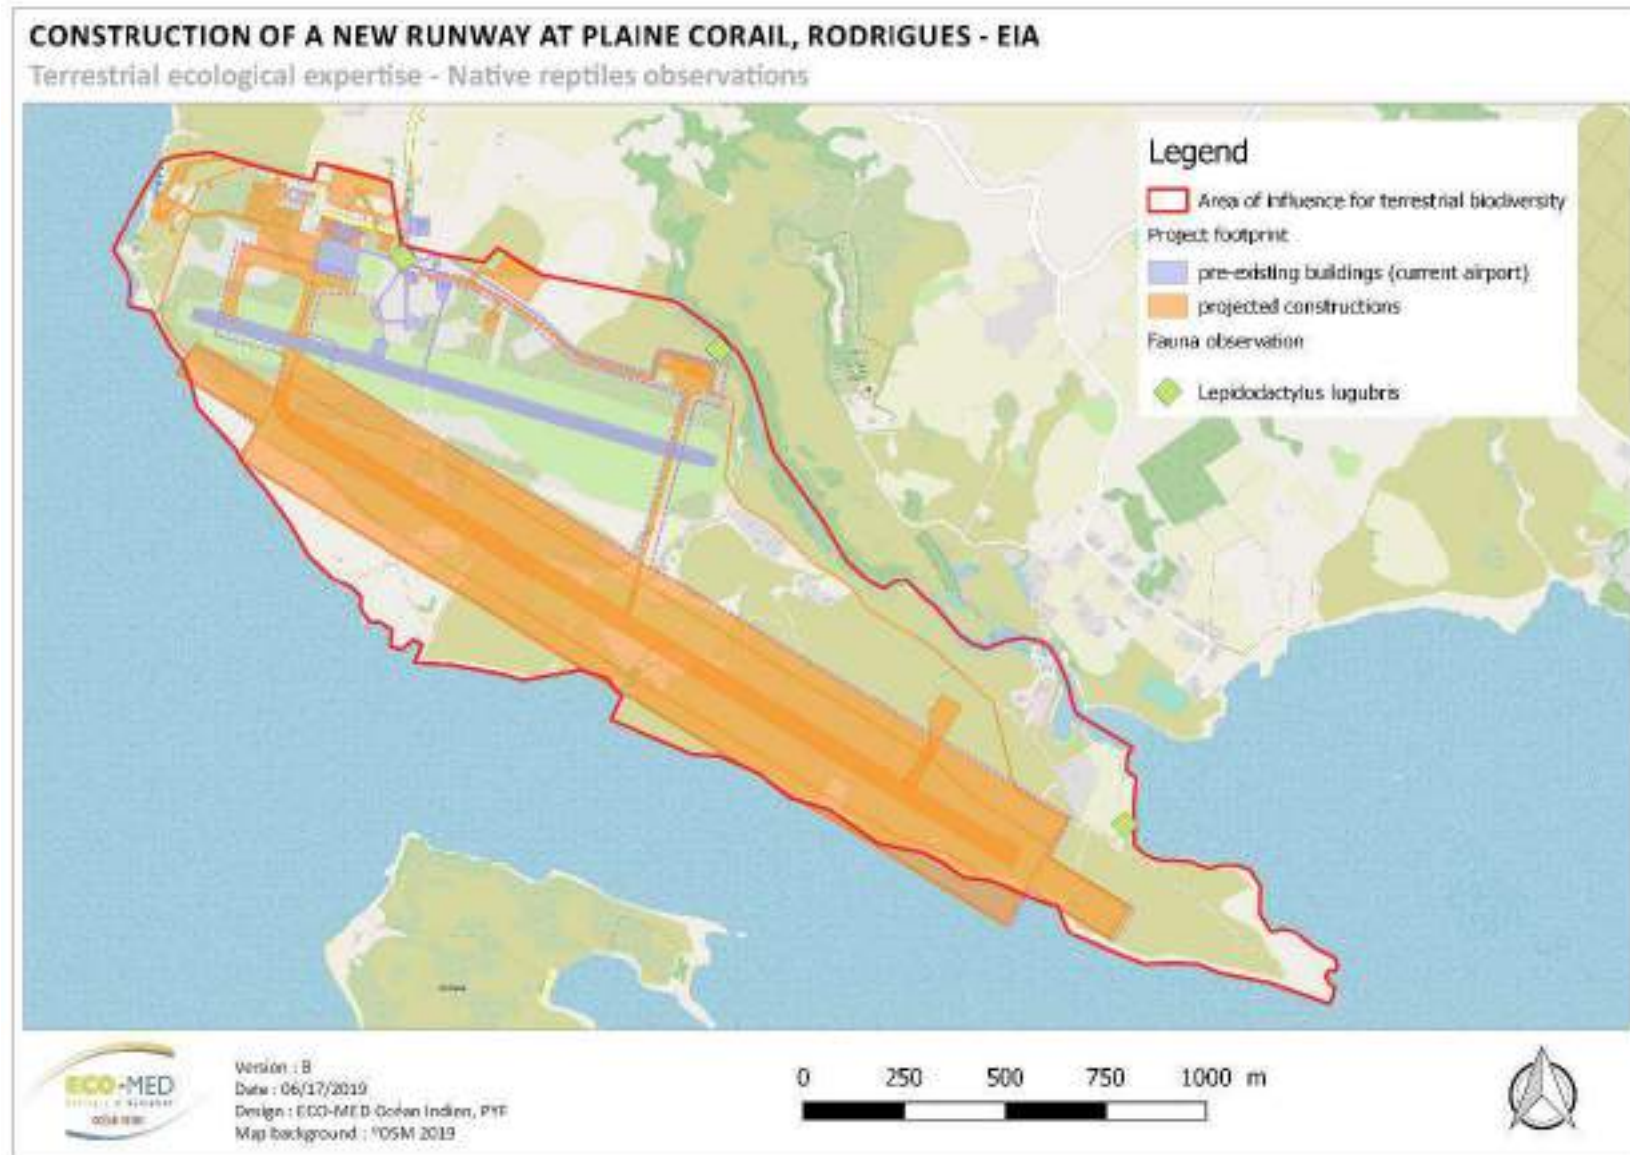 CONSTRUCTION OF A NEW RUNWAY AT PLAINE CORAIL, RODRIGUES - EIA
Terrestrial ecological expertise - Native reptiles observations
Legend
Area of influence for terrestrial biodiversity
Project footprint
pre-existing buildings (current airport)
projected constructions
Fauna observation
Lepidodactylus lugubris
ECO-MED
Version : B
Date : 06/17/2019
Design : ECO-MED Océan Indien, PYF
Map background : ©OSM 2019
0 250 500 750 1000 m